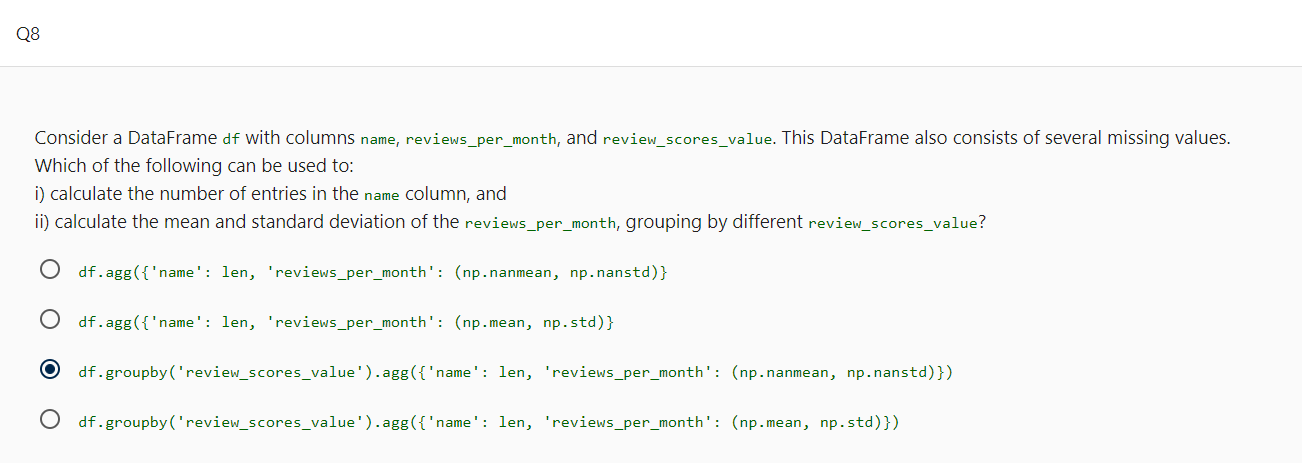 Q8
Consider a DataFrame df with columns name, reviews_per_month, and review_scores_value. This DataFrame also consists of several missing values.
Which of the following can be used to:
i) calculate the number of entries in the name column, and
ii) calculate the mean and standard deviation of the reviews_per_month, grouping by different review_scores_value?
df.agg({'name': len, 'reviews_per_month': (np.nanmean, np.nanstd)}
df.agg({'name': len, 'reviews_per_month': (np.mean, np.std)}
df.groupby('review_scores_value').agg({'name': len, 'reviews_per_month': (np.nanmean, np.nanstd)})
df.groupby('review_scores_value').agg({'name': len, 'reviews_per_month': (np.mean, np.std)})